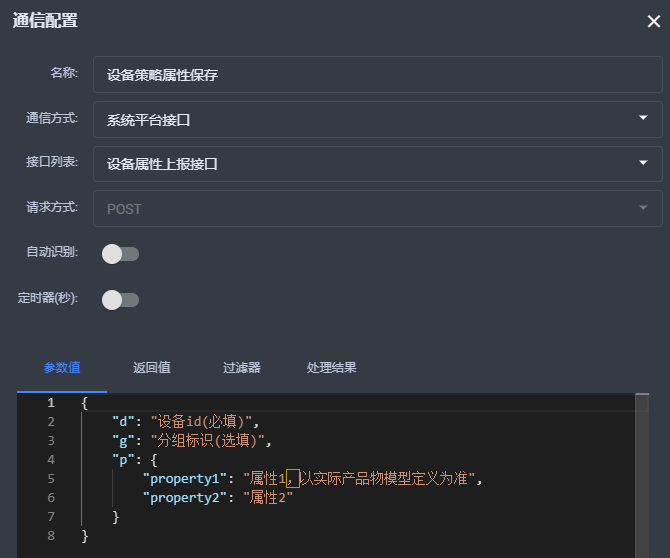 通信配置
名称: 设备策略属性保存
通信方式: 系统平台接口
接口列表: 设备属性上报接口
请求方式: POST
自动识别:
定时器(秒):
参数值 返回值 过滤器 处理结果
1 {
2 "d": "设备id(必填)",
3 "g": "分组标识(选填)",
4 "p": {
5 "property1": "属性1，以实际产品物模型定义为准",
6 "property2": "属性2"
7 }
8 }